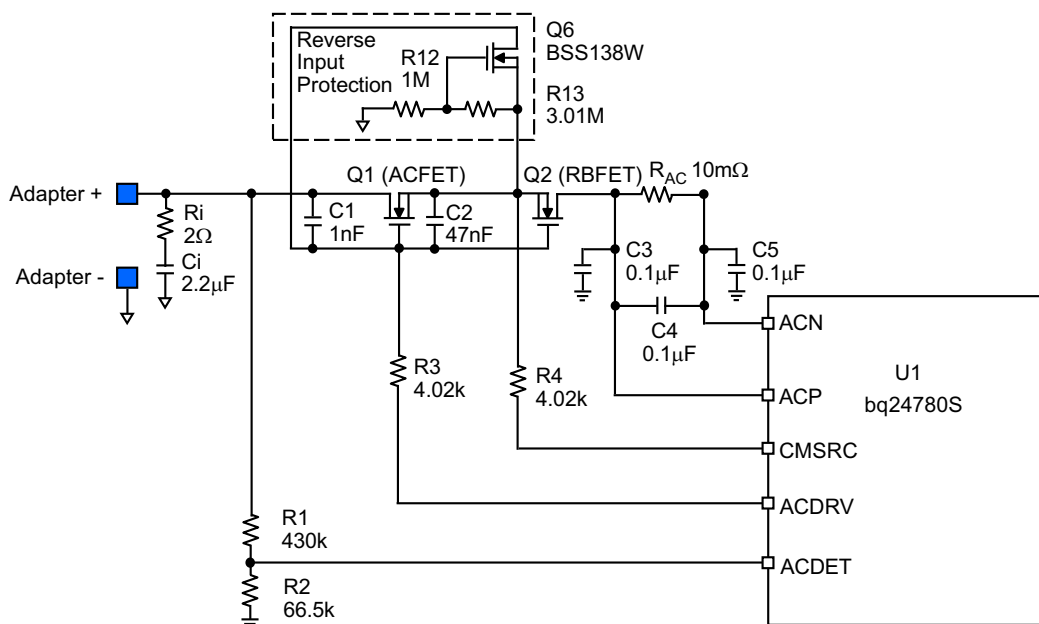 Reverse
Input
Protection
R12
1M
Q6
BSS138W
R13
3.01M
Adapter +
Adapter -
Ri
2Ω
Ci
2.2μF
C1
1nF
Q1 (ACFET)
C2
47nF
Q2 (RBFET)
RAC 10mΩ
C3
0.1μF
C5
0.1μF
C4
0.1μF
R3
4.02k
R4
4.02k
R1
430k
R2
66.5k
ACN
ACP
CMSRC
ACDRV
ACDET
U1
bq24780S